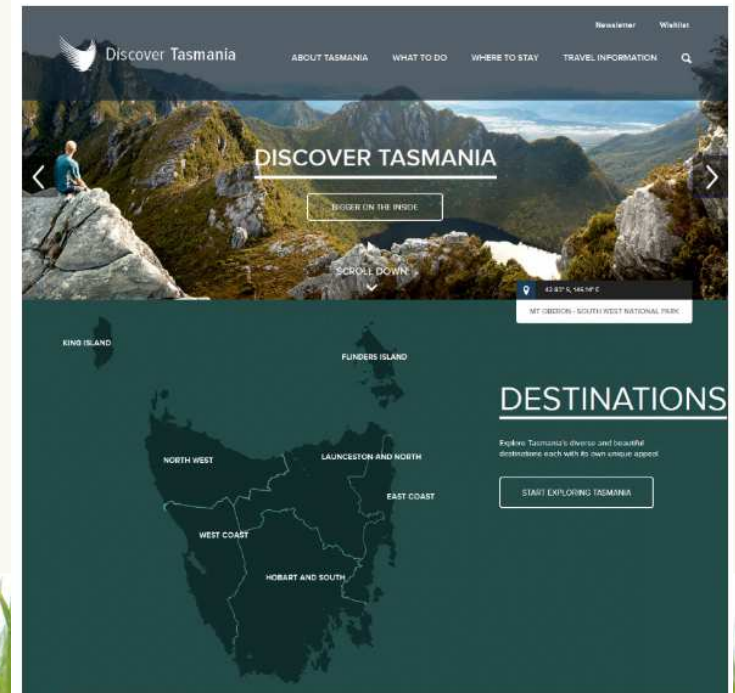 Newsletter Wishlist
Discover Tasmania
ABOUT TASMANIA WHAT TO DO WHERE TO STAY TRAVEL INFORMATION
DISCOVER TASMANIA
BIGGER ON THE INSIDE
SCROLL DOWN
MT OBERON - SOUTH WEST NATIONAL PARK
KING ISLAND
FLINDERS ISLAND
DESTINATIONS
Explore Tasmania's diverse and beautiful
destinations each with its own unique appeal.
START EXPLORING TASMANIA
NORTH WEST
LAUNCESTON AND NORTH
EAST COAST
WEST COAST
HOBART AND SOUTH